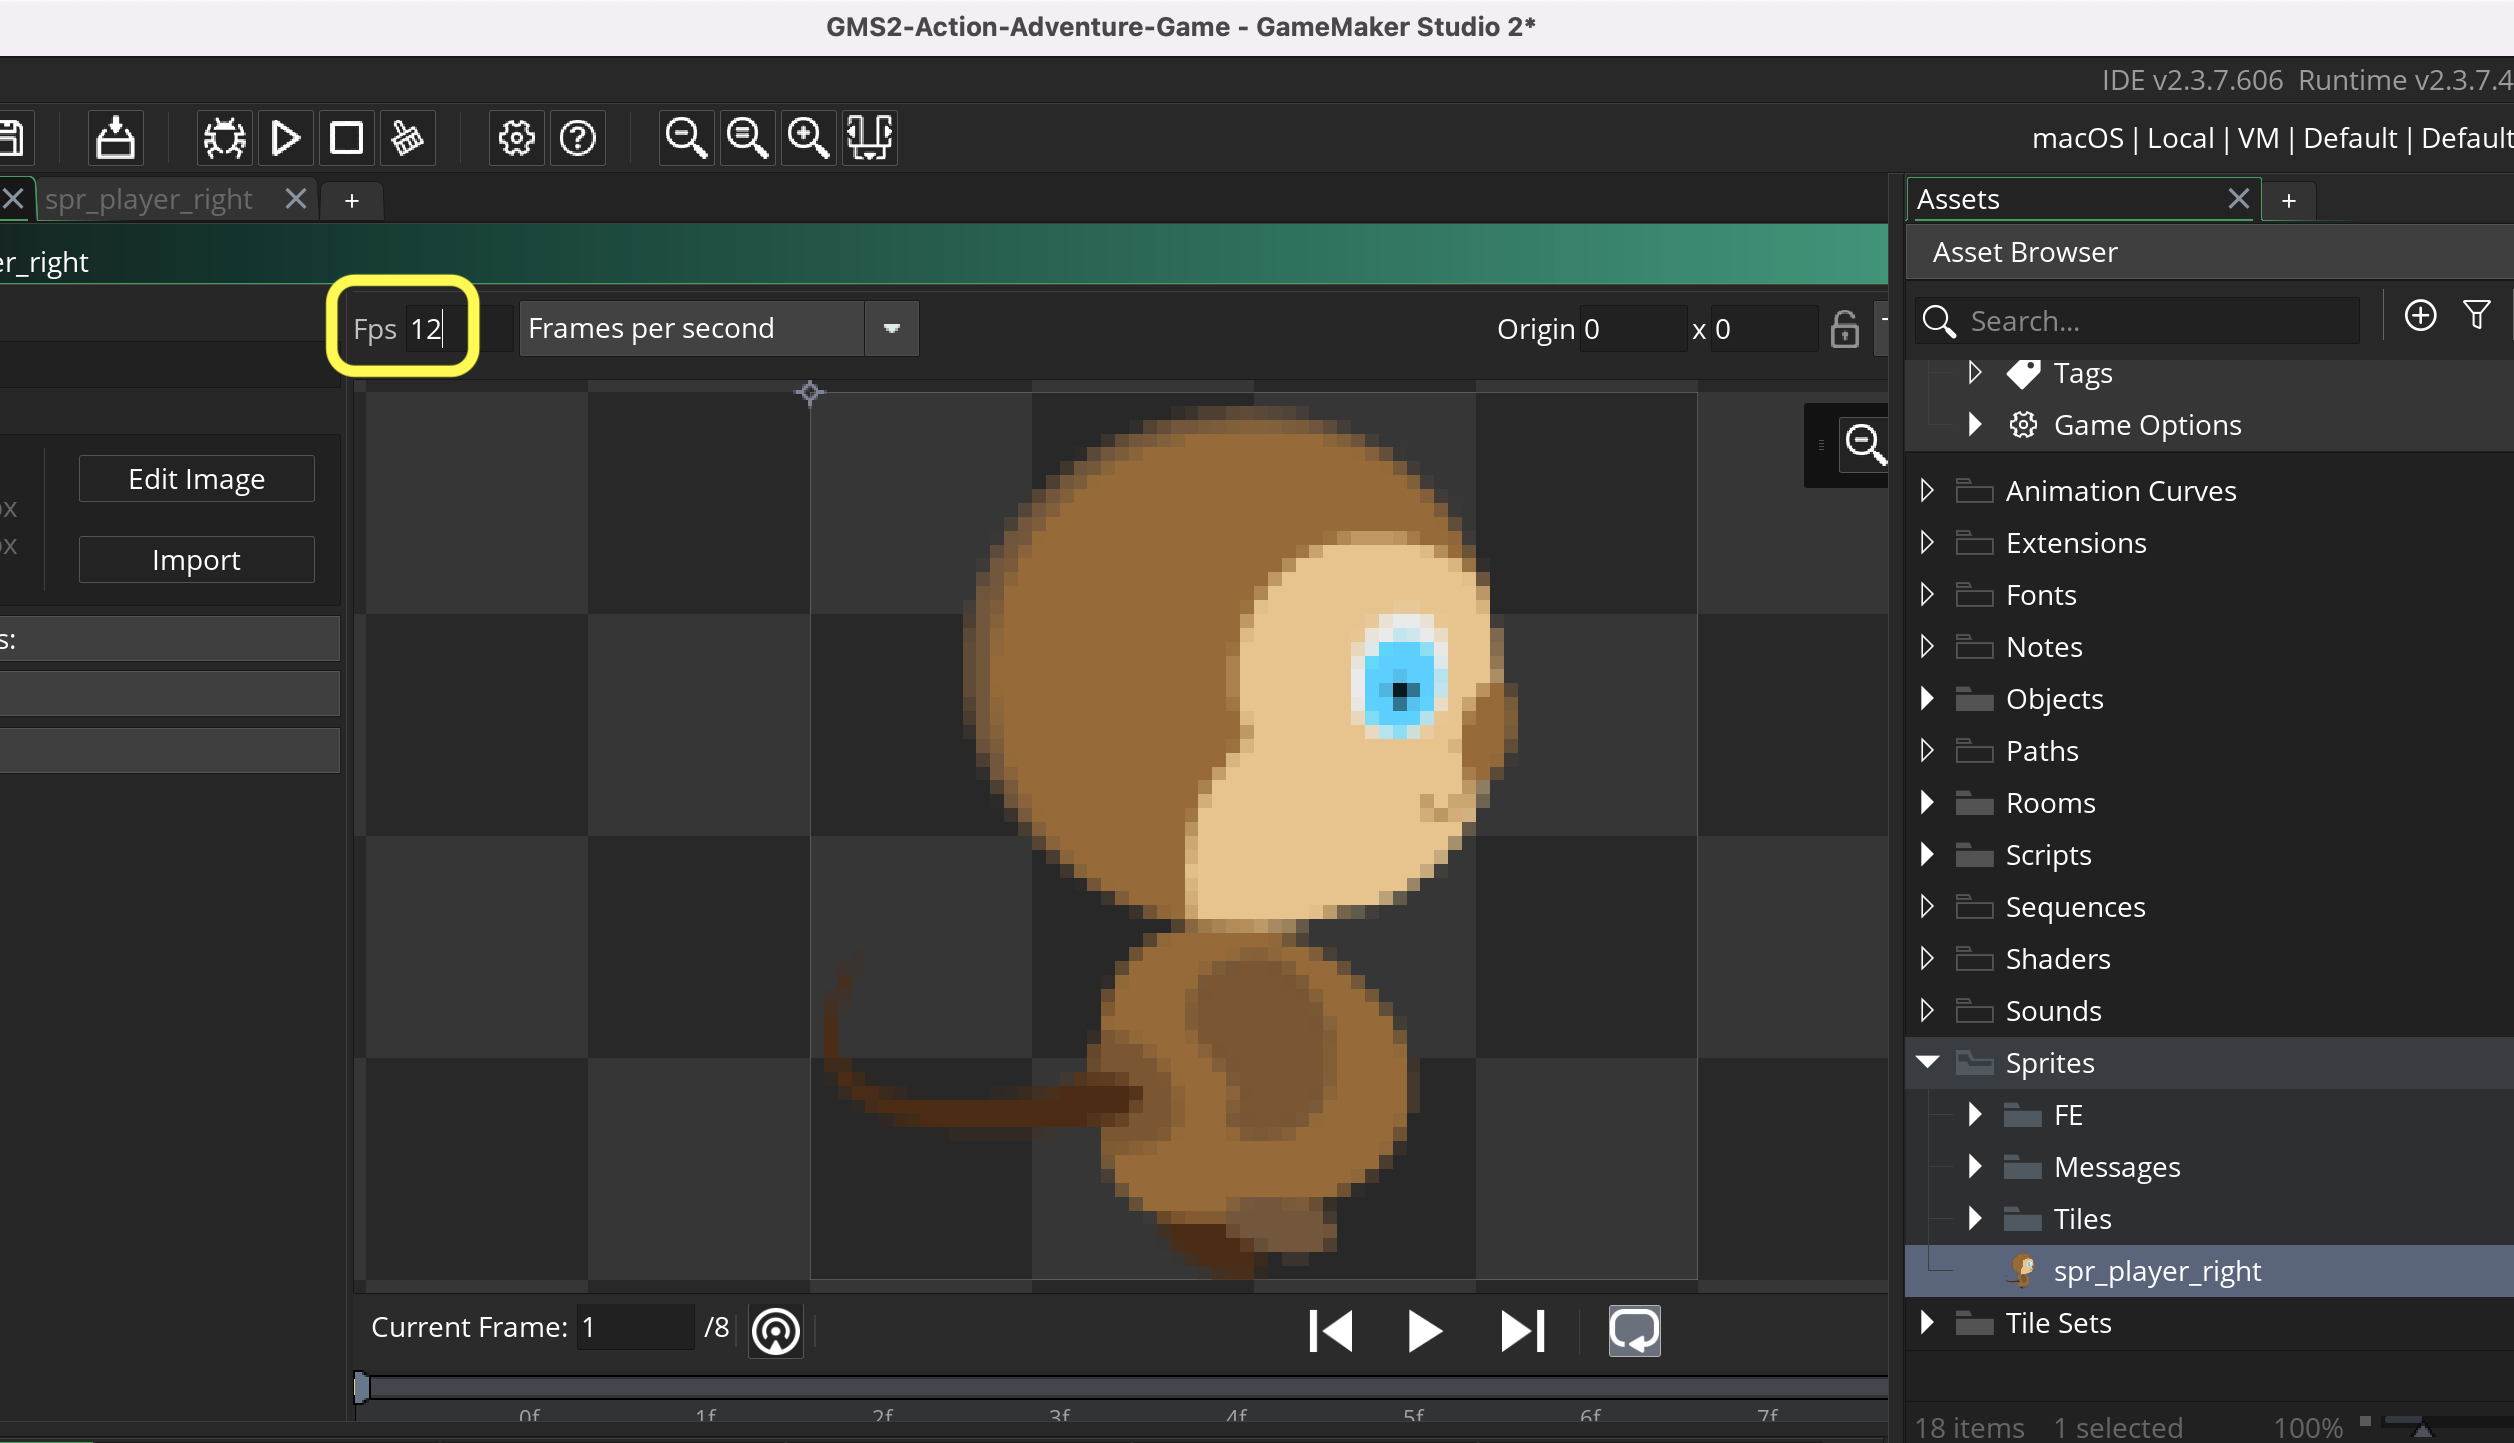 GMS2-Action-Adventure-Game - GameMaker Studio 2*
IDE v2.3.7.606 Runtime v2.3.7.4
macOS | Local | VM | Default | Default
spr_player_right
+
Assets
+
er_right
Asset Browser
Fps 12
Frames per second
Origin 0 x 0
Search...
Tags
Game Options
Edit Image
Import
s:
Animation Curves
Extensions
Fonts
Notes
Objects
Paths
Rooms
Scripts
Sequences
Shaders
Sounds
Sprites
FE
Messages
Tiles
spr_player_right
Tile Sets
Current Frame: 1 /8
0f 1f 2f 3f 4f 5f 6f 7f
18 items 1 selected 100%